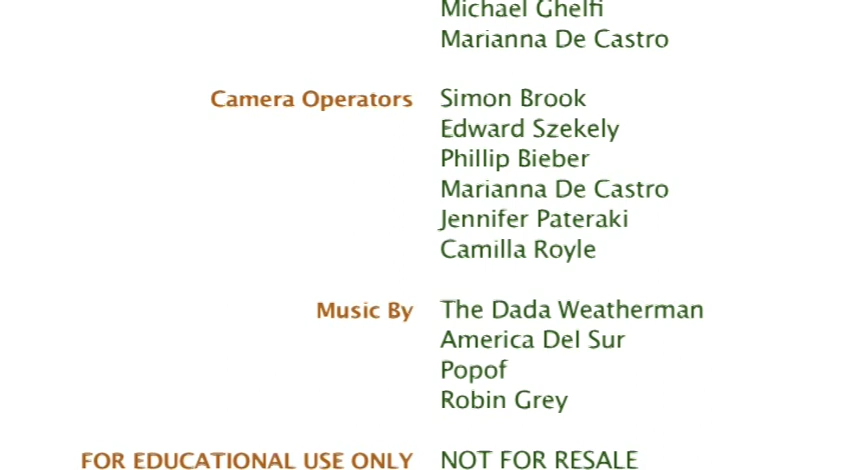 Michael Ghelfi
Marianna De Castro
Camera Operators Simon Brook
Edward Szekely
Phillip Bieber
Marianna De Castro
Jennifer Pateraki
Camilla Royle
Music By The Dada Weatherman
America Del Sur
Popof
Robin Grey
FOR EDUCATIONAL USE ONLY NOT FOR RESALE